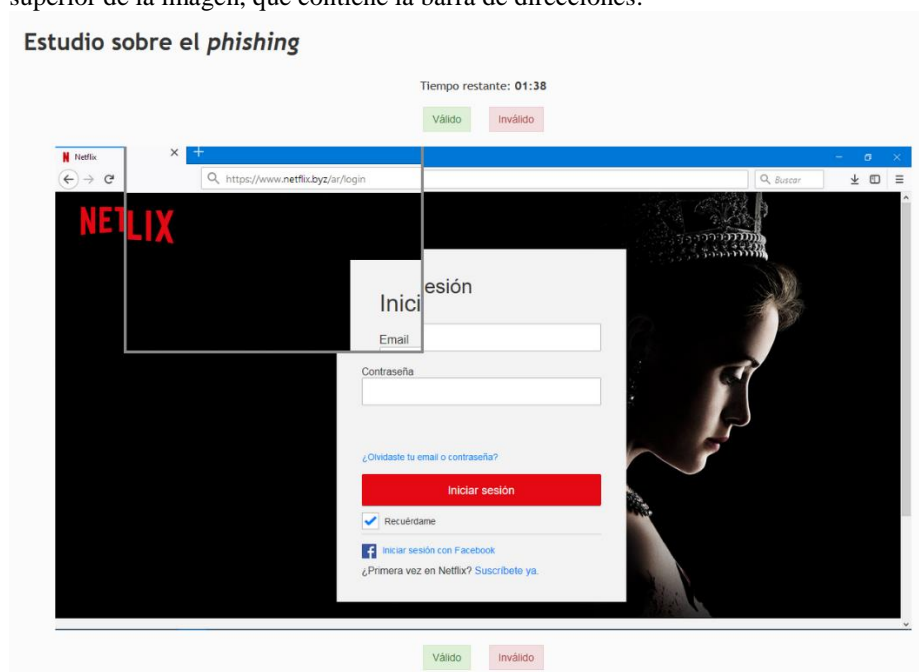 superior de la imagen, que contiene la barra de direcciones.
Estudio sobre el phishing
Tiempo restante: 01:38
Válido Inválido
Netflix
https://www.netflix.byz/ar/login
Buscar
NETLIX
Inici esión
Email
Contraseña
¿Olvidaste tu email o contraseña?
Iniciar sesión
Recuérdame
Iniciar sesión con Facebook
¿Primera vez en Netflix? Suscríbete ya.
Válido Inválido